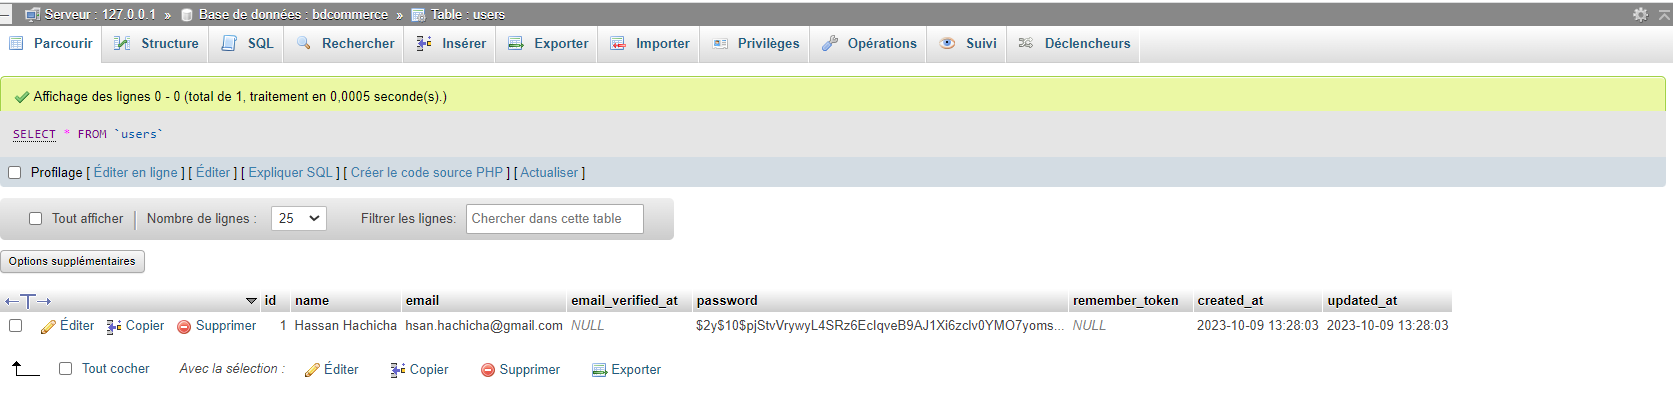 Serveur : 127.0.0.1 » Base de données : bdcommerce » Table : users
Parcourir Structure SQL Rechercher Insérer Exporter Importer Privilèges Opérations Suivi Déclencheurs
Affichage des lignes 0 - 0 (total de 1, traitement en 0,0005 seconde(s).)
SELECT * FROM `users`
Profilage [ Éditer en ligne ] [ Éditer ] [ Expliquer SQL ] [ Créer le code source PHP ] [ Actualiser ]
Tout afficher Nombre de lignes : 25 Filtrer les lignes: Chercher dans cette table
Options supplémentaires
id name email email_verified_at password remember_token created_at updated_at
Éditer Copier Supprimer 1 Hassan Hachicha hsan.hachicha@gmail.com NULL $2y$10$pjStvVrywyL4SRz6EcIqveB9AJ1Xi6zclv0YMO7yoms... NULL 2023-10-09 13:28:03 2023-10-09 13:28:03
Tout cocher Avec la sélection : Éditer Copier Supprimer Exporter